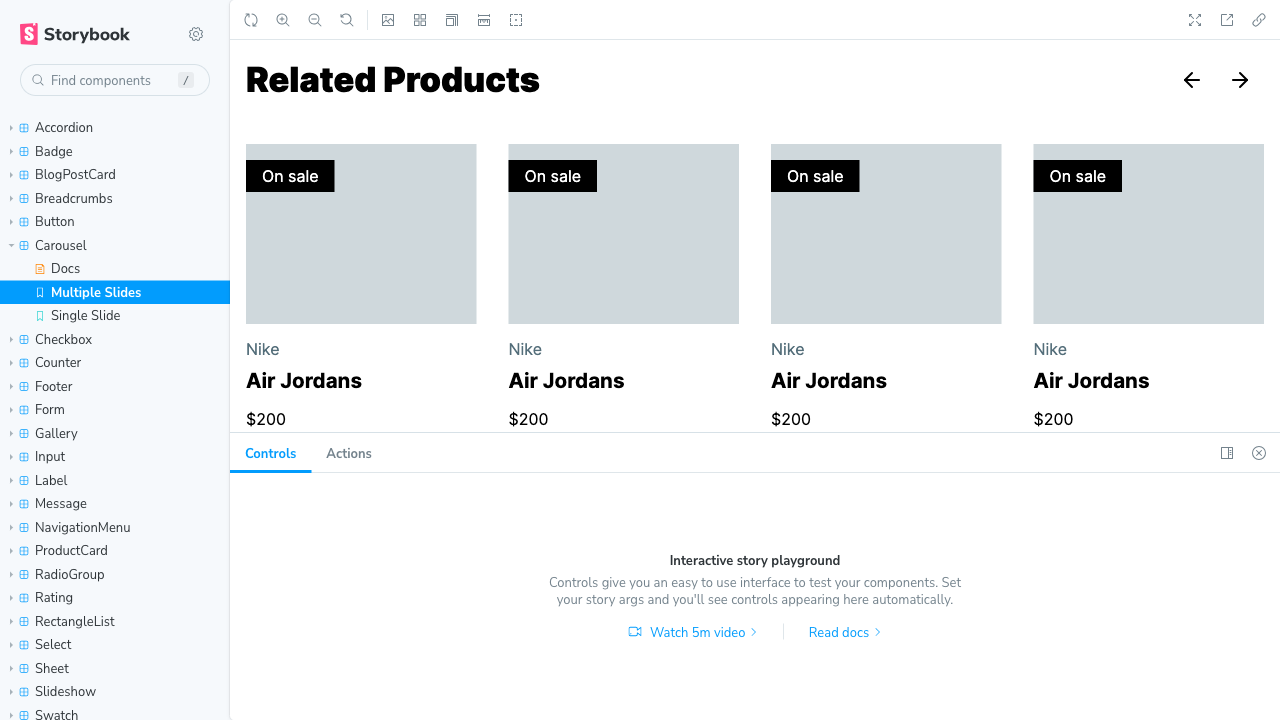 Storybook
Find components
/
Accordion
Badge
BlogPostCard
Breadcrumbs
Button
Carousel
Docs
Multiple Slides
Single Slide
Checkbox
Counter
Footer
Form
Gallery
Input
Label
Message
NavigationMenu
ProductCard
RadioGroup
Rating
RectangleList
Select
Sheet
Slideshow
Swatch
Related Products
On sale On sale On sale On sale
Nike Nike Nike Nike
Air Jordans Air Jordans Air Jordans Air Jordans
$200 $200 $200 $200
Controls Actions
Interactive story playground
Controls give you an easy to use interface to test your components. Set
your story args and you'll see controls appearing here automatically.
Watch 5m video Read docs